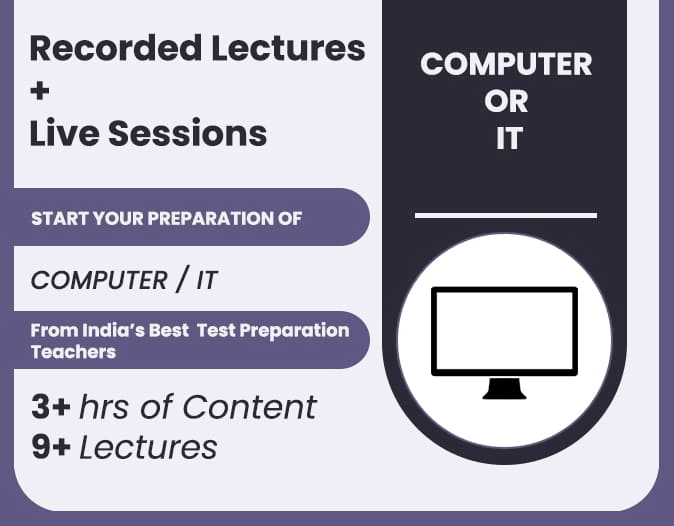 Recorded Lectures
+
Live Sessions
START YOUR PREPARATION OF
COMPUTER / IT
From India’s Best Test Preparation
Teachers
3+ hrs of Content
9+ Lectures
COMPUTER
OR
IT